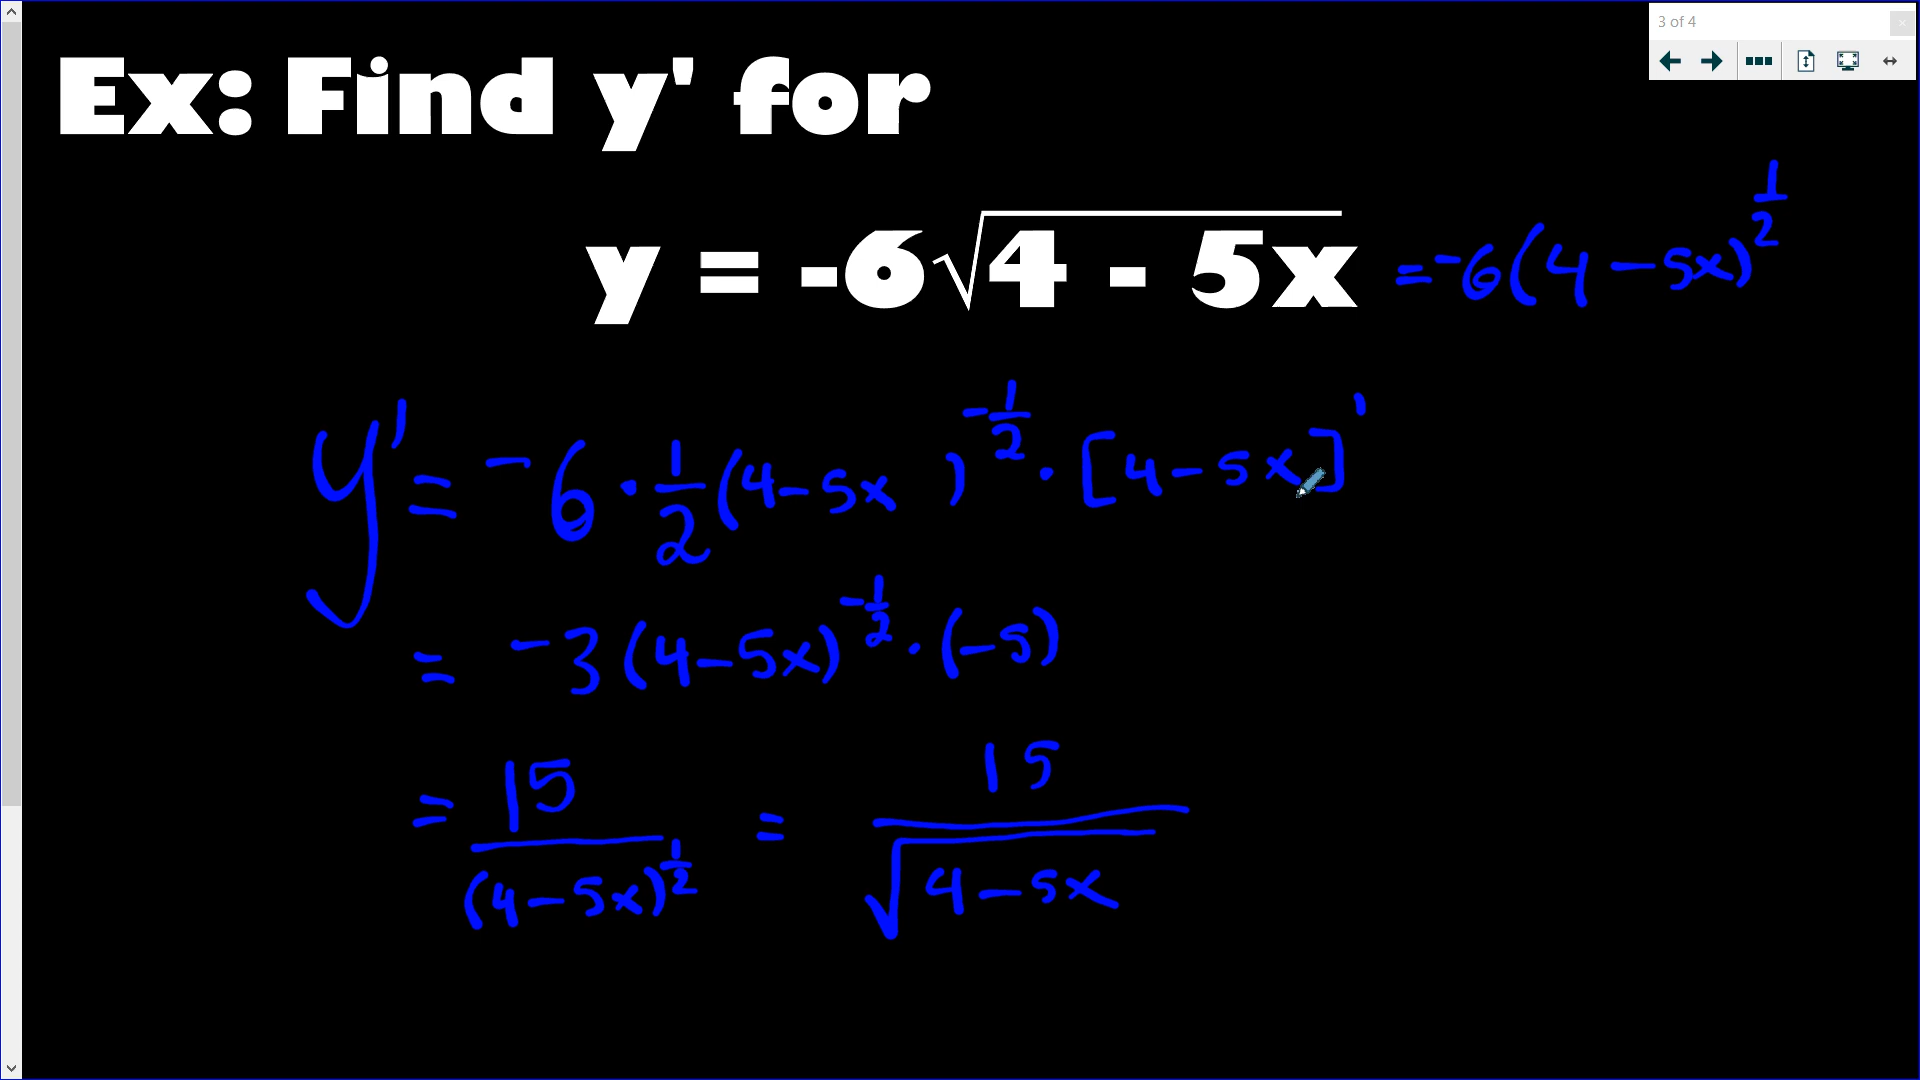 3 of 4
Ex: Find y' for
y = -6√(4 - 5x) = -6(4 - 5x)^(1/2)
y' = -6 · 1/2 (4 - 5x)^(-1/2) · [4 - 5x]'
= -3(4 - 5x)^(-1/2) · (-5)
= 15/(4 - 5x)^(1/2) = 15/√(4 - 5x)